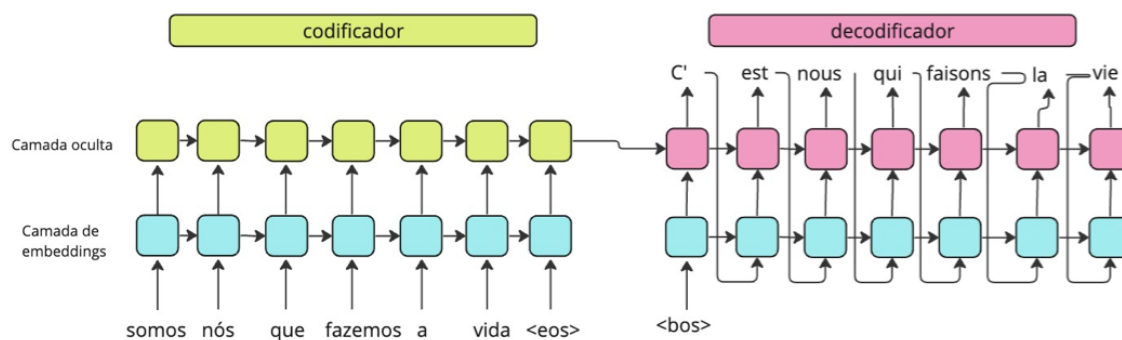 codificador
decodificador
C' est nous qui faisons la vie
Camada oculta
Camada de
embeddings
somos nós que fazemos a vida <eos>
<bos>